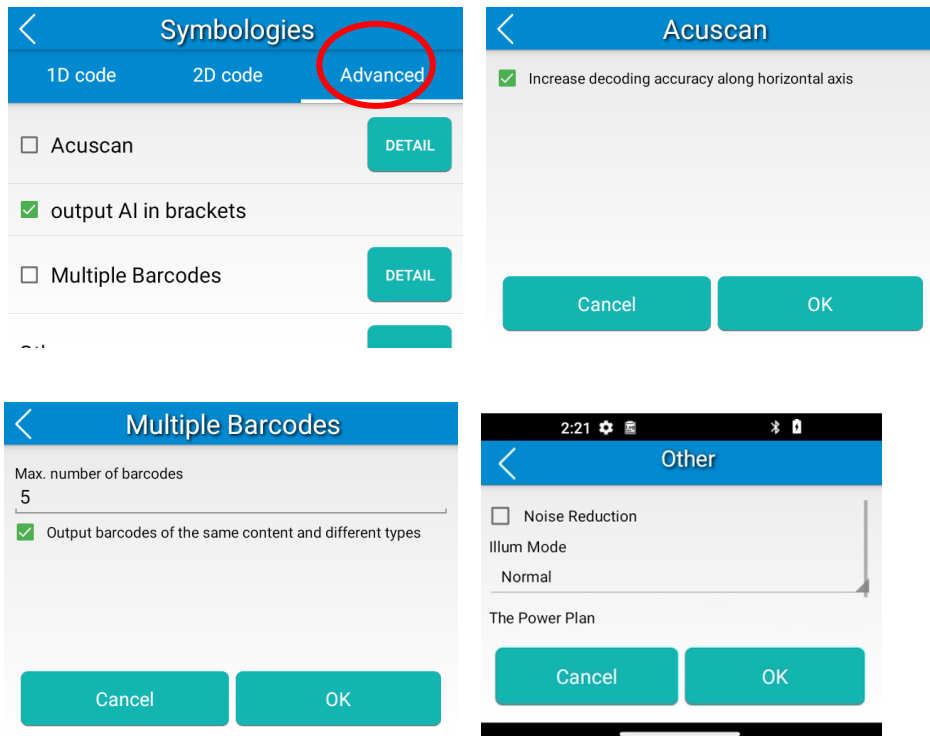 Symbologies
1D code 2D code Advanced
Acuscan DETAIL
output AI in brackets
Multiple Barcodes DETAIL
Acuscan
Increase decoding accuracy along horizontal axis
Cancel OK
Multiple Barcodes
Max. number of barcodes
5
Output barcodes of the same content and different types
Cancel OK
2:21
Other
Noise Reduction
Illum Mode
Normal
The Power Plan
Cancel OK